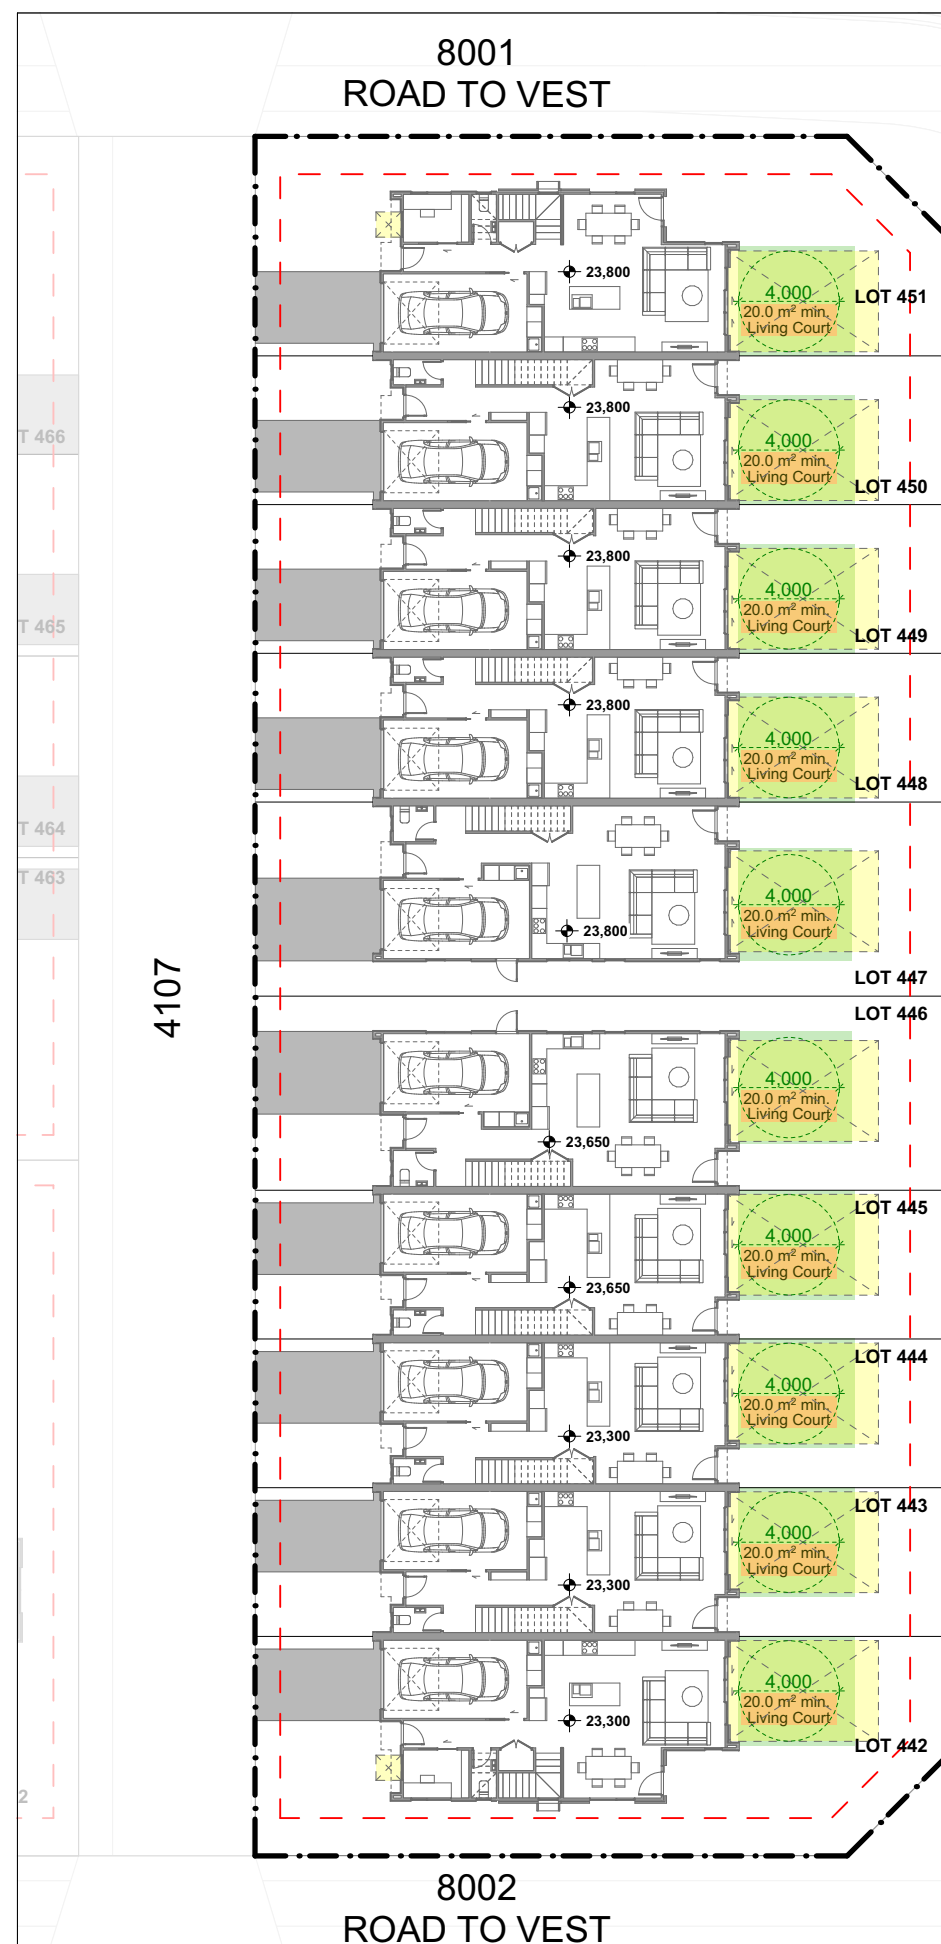 8001
ROAD TO VEST
23,800
4,000
20.0 m² min.
Living Court
LOT 451
23,800
T 466
4,000
20.0 m² min.
Living Court
LOT 450
23,800
4,000
20.0 m² min.
Living Court
T 465
LOT 449
23,800
4,000
20.0 m² min.
Living Court
LOT 448
T 464
T 463
4,000
20.0 m² min.
23,800
Living Court
LOT 447
4107
LOT 446
4,000
20.0 m² min.
Living Court
23,650
LOT 445
4,000
20.0 m² min.
Living Court
23,650
LOT 444
4,000
20.0 m² min.
Living Court
23,300
LOT 443
4,000
20.0 m² min.
Living Court
23,300
4,000
20.0 m² min.
Living Court
23,300
LOT 442
2
8002
ROAD TO VEST